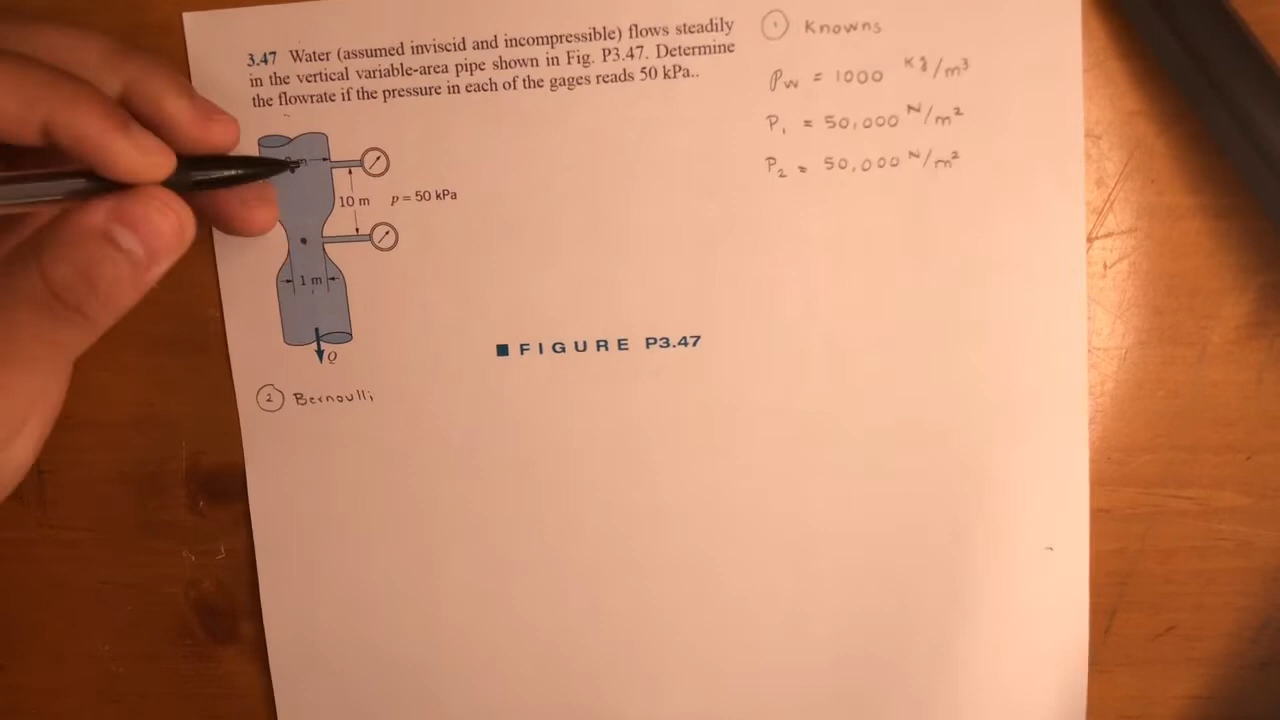 3.47 Water (assumed inviscid and incompressible) flows steadily
in the vertical variable-area pipe shown in Fig. P3.47. Determine
the flowrate if the pressure in each of the gages reads 50 kPa..
10 m
p = 50 kPa
1 m
Q
■ FIGURE P3.47
② Bernoulli
① Knowns
ρw = 1000 kg/m³
P₁ = 50,000 N/m²
P₂ = 50,000 N/m²